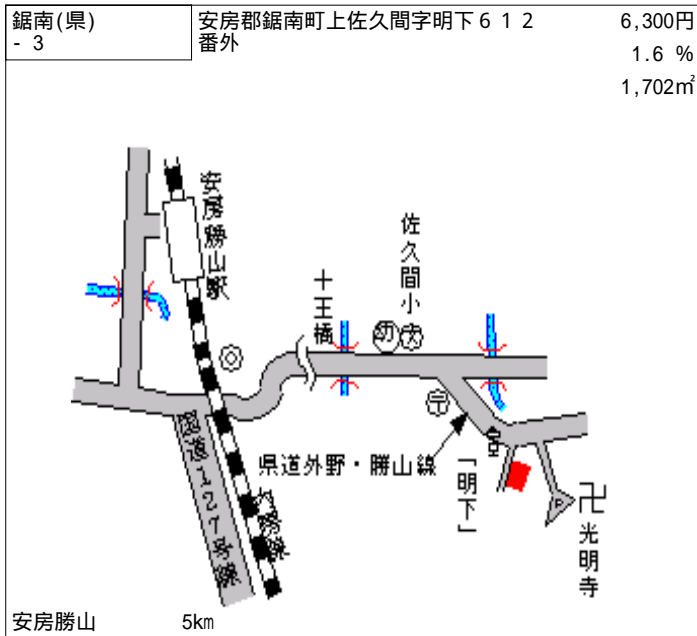 鋸南(県)
- 3
安房郡鋸南町上佐久間字明下６１２
番外
6,300円
1.6 %
1,702㎡
安房勝山駅
十王橋
佐久間小
幼
文
◎
〒
国道１２７号線
内房線
県道外野・勝山線
「明下」
P
卍
光明寺
安房勝山
5km